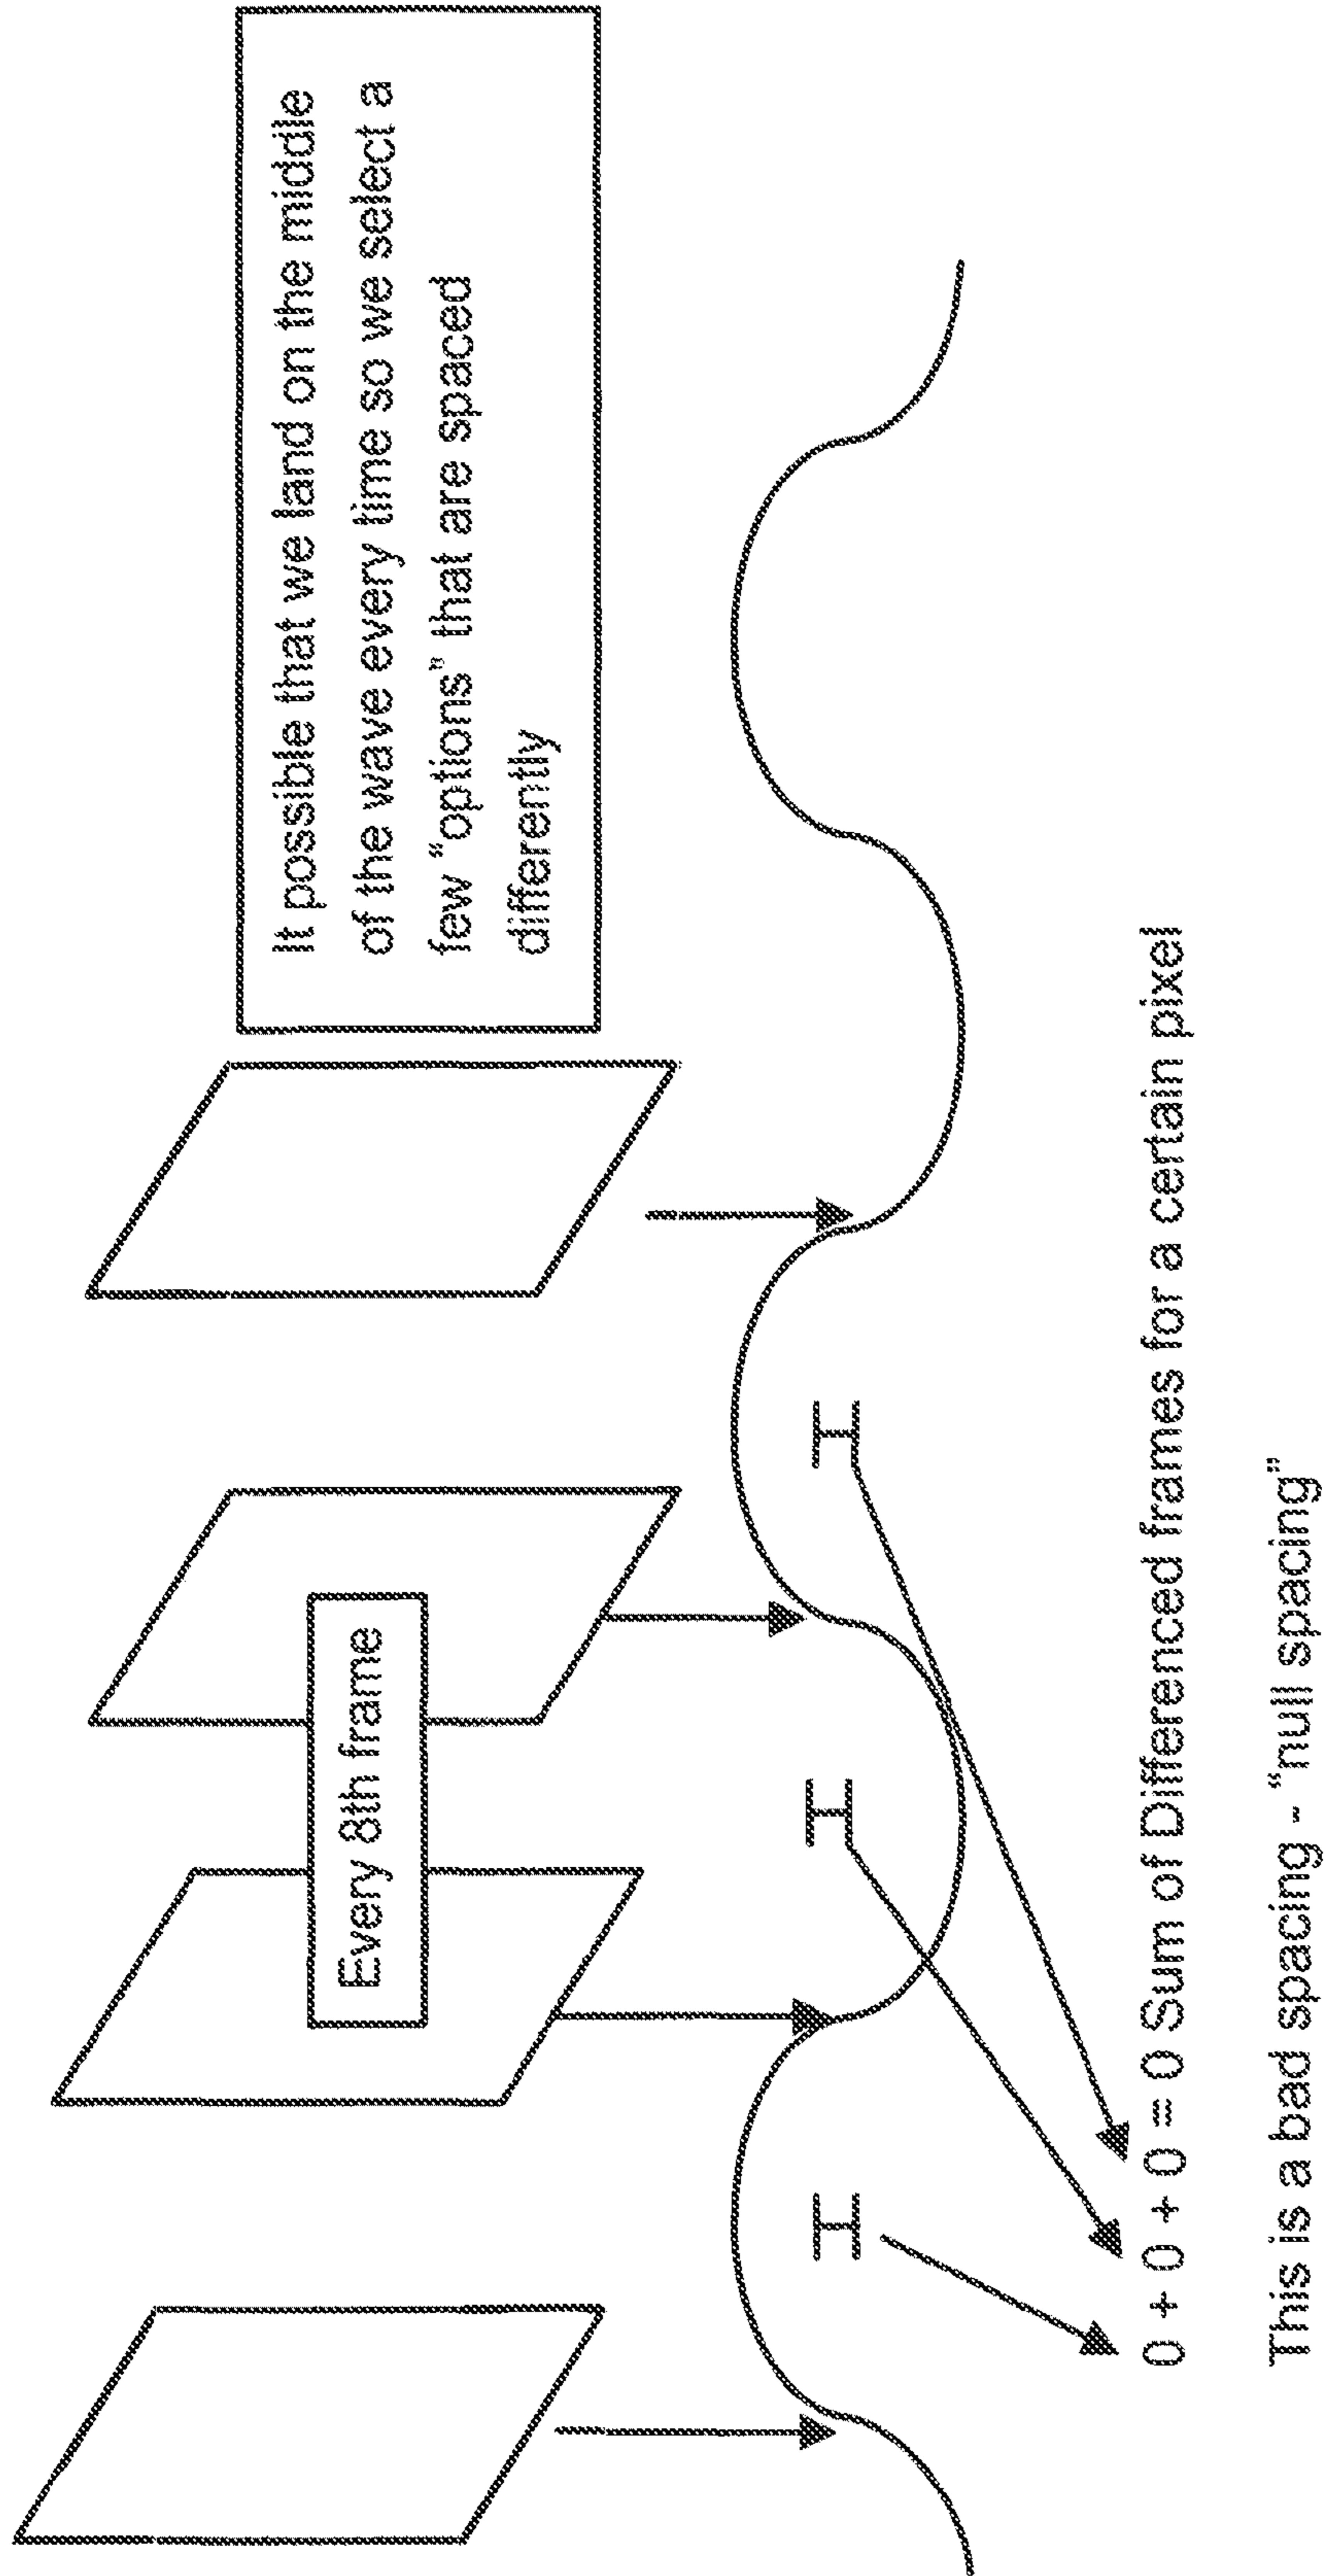 It possible that we land on the middle
of the wave every time so we select a
few “options” that are spaced
differently
Every 8th frame
H
H
H
0 + 0 + 0 = 0 Sum of Differenced frames for a certain pixel
This is a bad spacing - “null spacing”